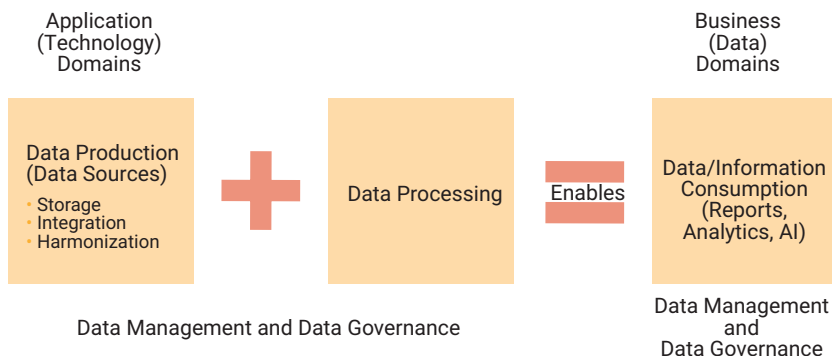 Application
(Technology)
Domains
Business
(Data)
Domains
Data Production
(Data Sources)
• Storage
• Integration
• Harmonization
Data Processing
Enables
Data/Information
Consumption
(Reports,
Analytics, AI)
Data Management and Data Governance
Data Management
and
Data Governance